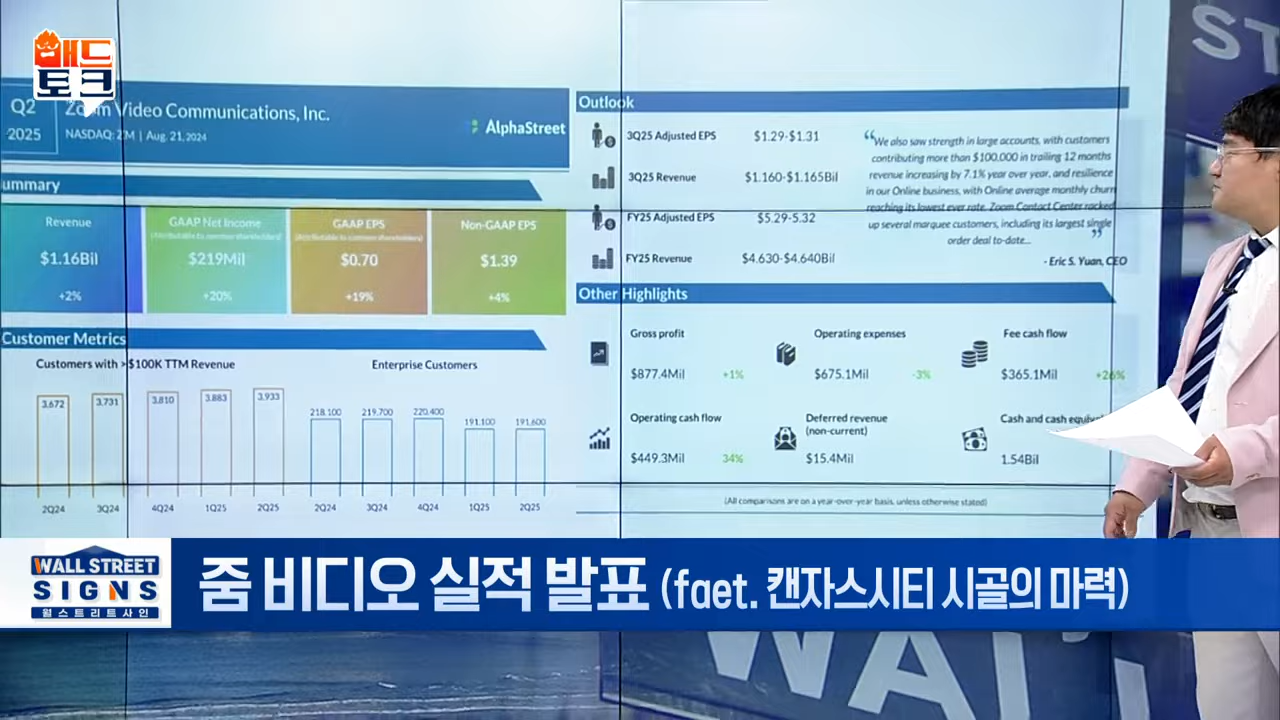 매드
토크
ST
Q2
2025
Zoom Video Communications, Inc.
NASDAQ: ZM | Aug. 21, 2024
AlphaStreet
ummary
Revenue
$1.16Bil
+2%
GAAP Net Income
(Attributable to common shareholders)
$219Mil
+20%
GAAP EPS
(Attributable to common shareholders)
$0.70
+19%
Non-GAAP EPS
$1.39
+4%
Customer Metrics
Customers with >$100K TTM Revenue
3,672
3,731
3,810
3,883
3,933
2Q24
3Q24
4Q24
1Q25
2Q25
Enterprise Customers
218,100
219,700
220,400
191,100
191,600
2Q24
3Q24
4Q24
1Q25
2Q25
Outlook
3Q25 Adjusted EPS $1.29-$1.31
3Q25 Revenue $1.160-$1.165Bil
FY25 Adjusted EPS $5.29-5.32
FY25 Revenue $4.630-$4.640Bil
“We also saw strength in large accounts, with customers
contributing more than $100,000 in trailing 12 months
revenue increasing by 7.1% year over year, and resilience
in our Online business, with Online average monthly churn
reaching its lowest ever rate. Zoom Contact Center racked
up several marquee customers, including its largest single
order deal to-date...”
- Eric S. Yuan, CEO
Other Highlights
Gross profit
$877.4Mil +1%
Operating expenses
$675.1Mil -3%
Fee cash flow
$365.1Mil +26%
Operating cash flow
$449.3Mil 34%
Deferred revenue
(non-current)
$15.4Mil
Cash and cash equiv
1.54Bil
(All comparisons are on a year-over-year basis, unless otherwise stated)
WALL STREET
SIGNS
월스트리트사인
줌 비디오 실적 발표 (faet. 캔자스시티 시골의 마력)
WALL